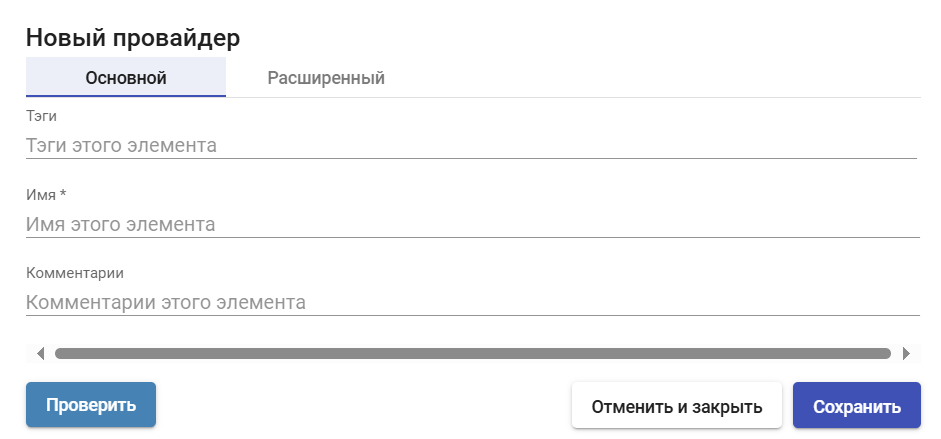 Новый провайдер
Основной Расширенный
Тэги
Тэги этого элемента
Имя *
Имя этого элемента
Комментарии
Комментарии этого элемента
Проверить Отменить и закрыть Сохранить